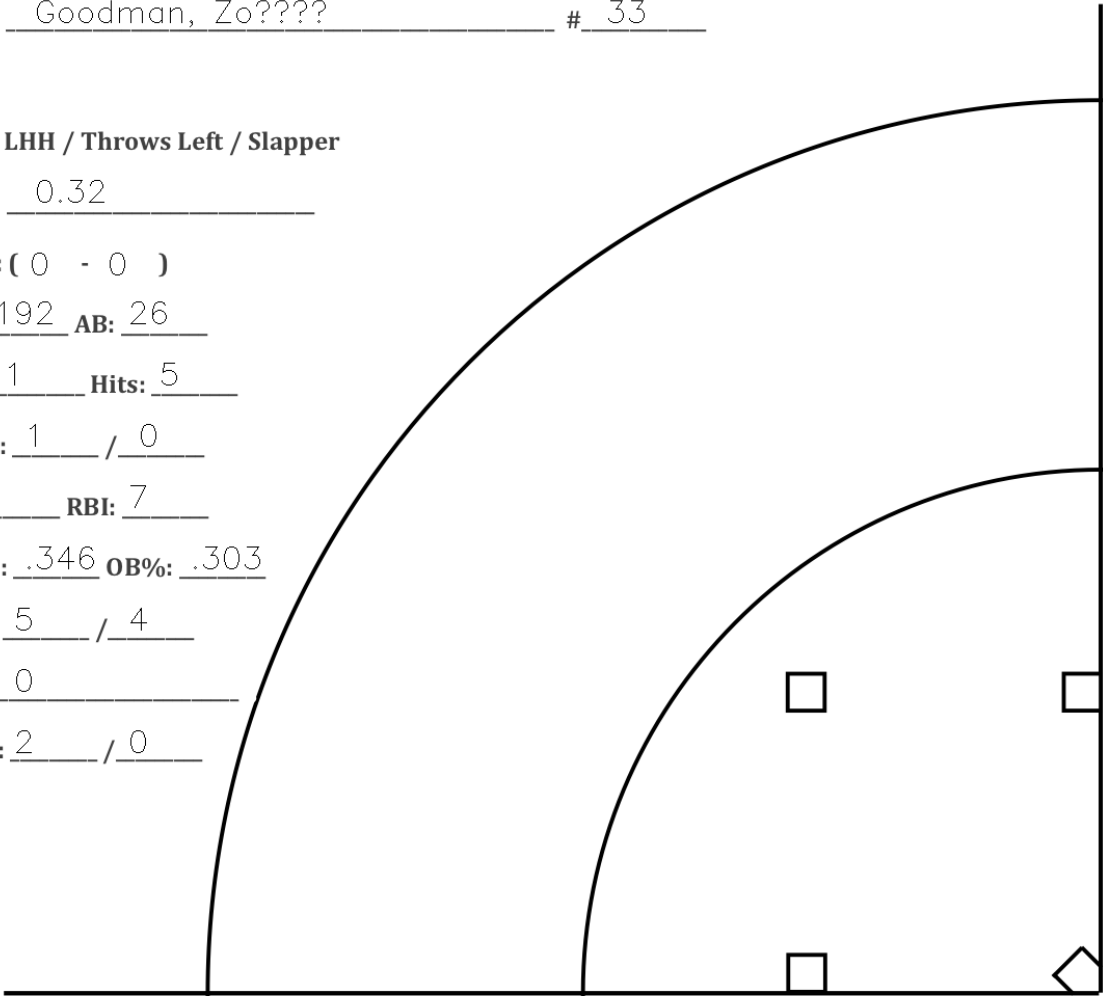 Goodman, Zo???? # 33
LHH / Throws Left / Slapper
0.32
: ( 0 - 0 )
192 AB: 26
1 Hits: 5
: 1 / 0
RBI: 7
: .346 OB%: .303
5 / 4
0
: 2 / 0